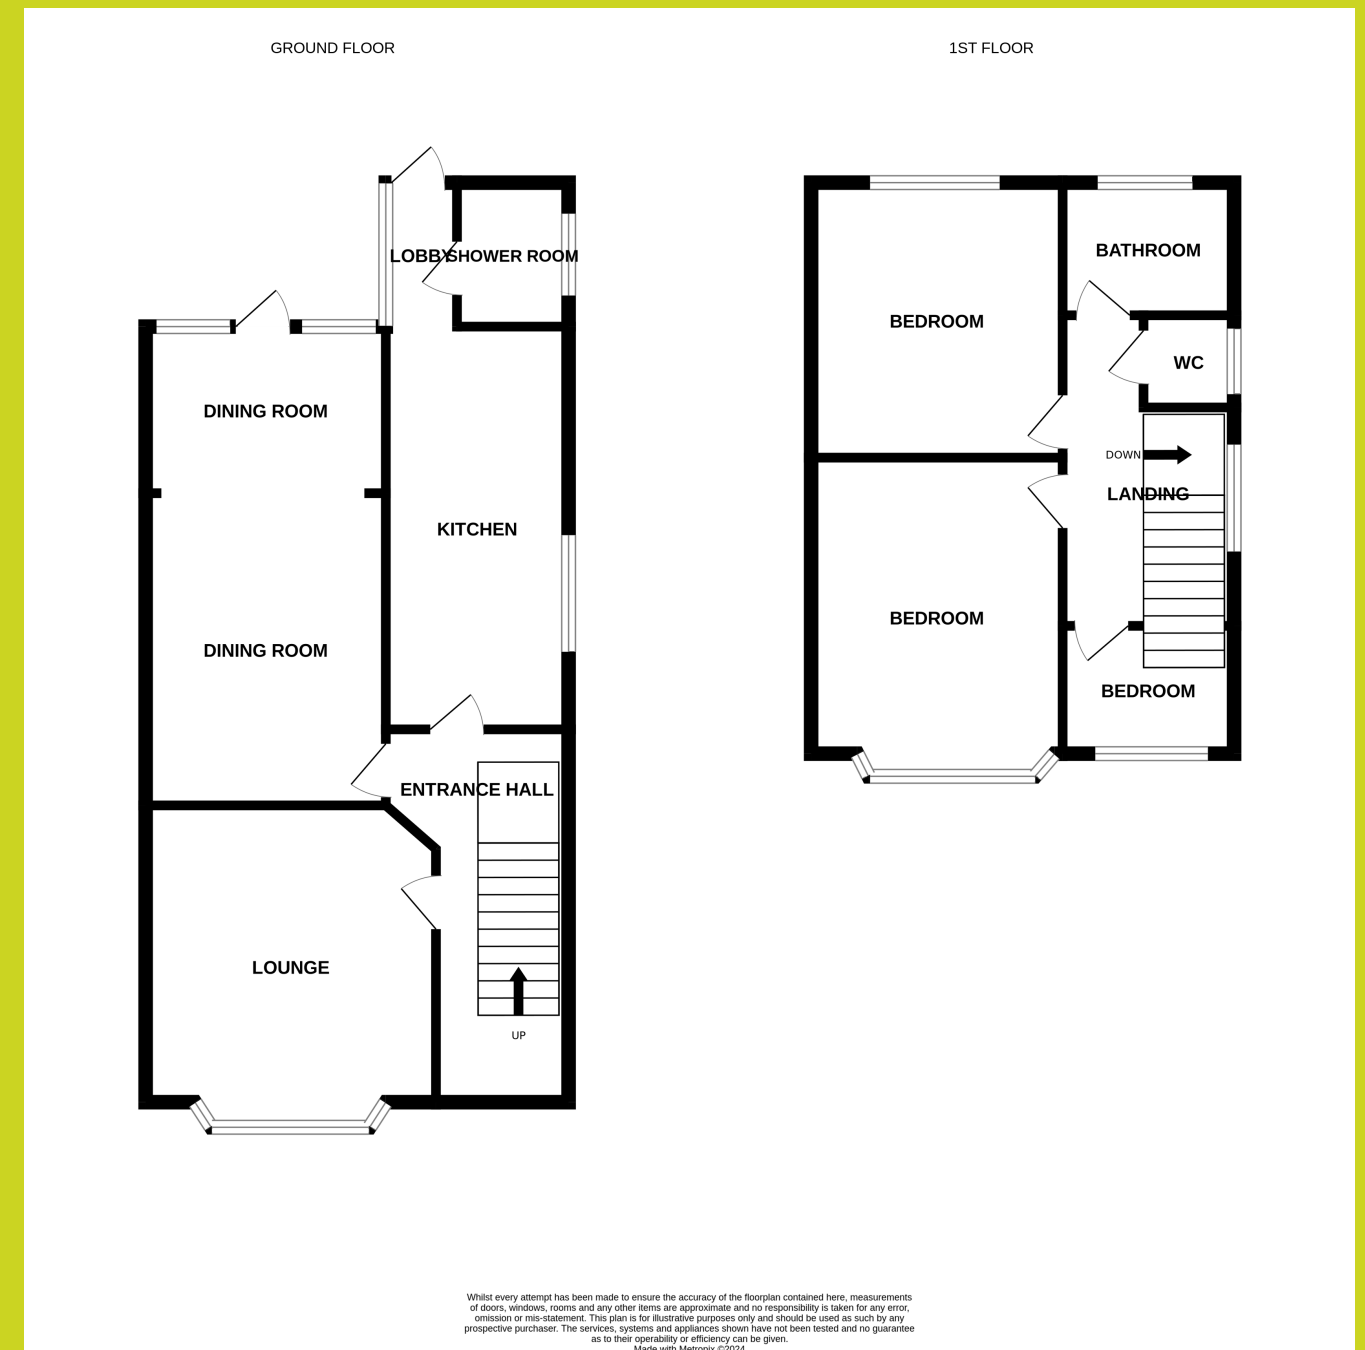 GROUND FLOOR
1ST FLOOR
LOBBY
SHOWER ROOM
DINING ROOM
KITCHEN
DINING ROOM
ENTRANCE HALL
LOUNGE
UP
BATHROOM
BEDROOM
WC
DOWN
LANDING
BEDROOM
BEDROOM
Whilst every attempt has been made to ensure the accuracy of the floorplan contained here, measurements
of doors, windows, rooms and any other items are approximate and no responsibility is taken for any error,
omission or mis-statement. This plan is for illustrative purposes only and should be used as such by any
prospective purchaser. The services, systems and appliances shown have not been tested and no guarantee
as to their operability or efficiency can be given.
Made with Metropix ©2024